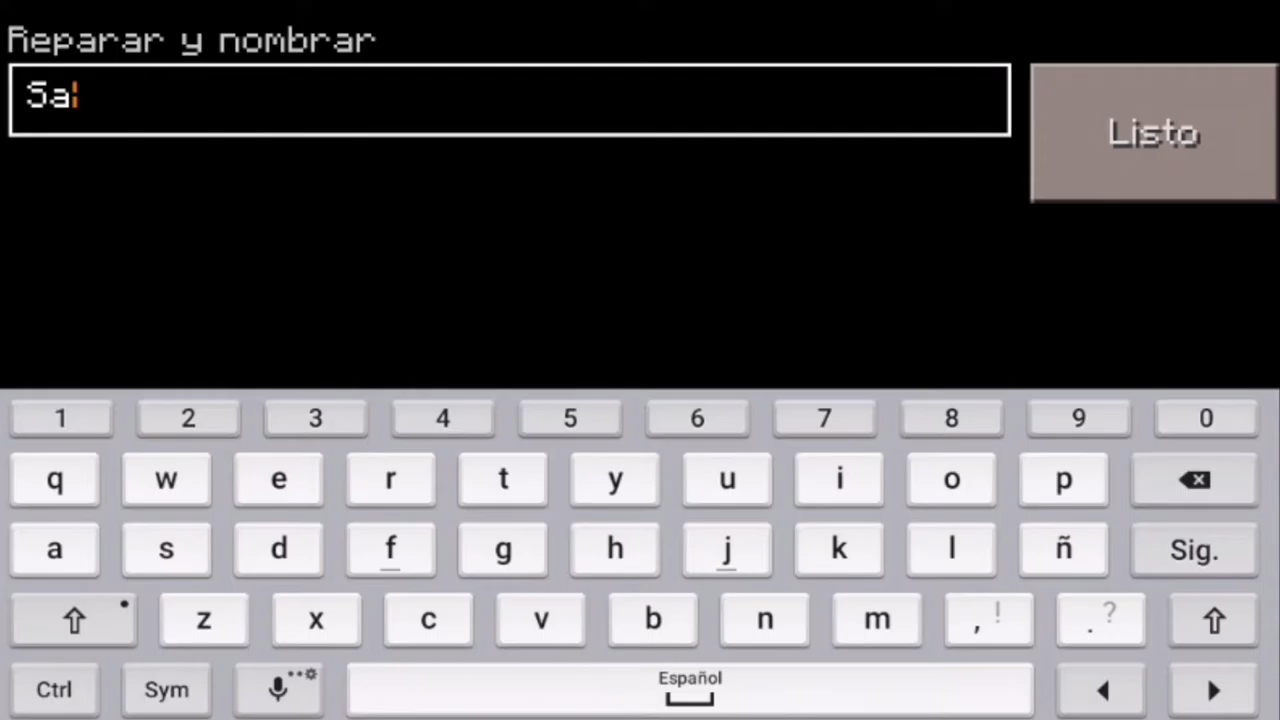 Reparar y nombrar
Sa
Listo
1 2 3 4 5 6 7 8 9 0
q w e r t y u i o p
a s d f g h j k l ñ Sig.
z x c v b n m , ! . ?
Ctrl Sym Español